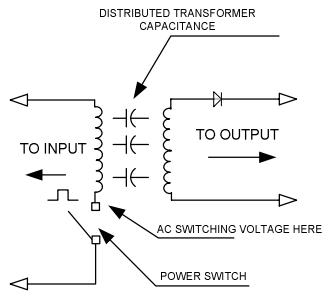 DISTRIBUTED TRANSFORMER
CAPACITANCE
TO INPUT
TO OUTPUT
AC SWITCHING VOLTAGE HERE
POWER SWITCH